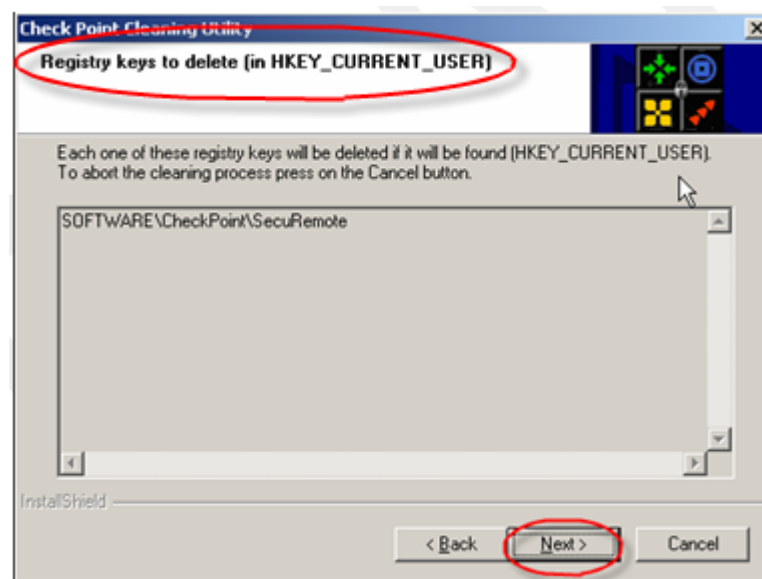 Check Point Cleaning Utility
Registry keys to delete (in HKEY_CURRENT_USER)
Each one of these registry keys will be deleted if it will be found (HKEY_CURRENT_USER).
To abort the cleaning process press on the Cancel button.
SOFTWARE\CheckPoint\SecuRemote
InstallShield
< Back
Next >
Cancel